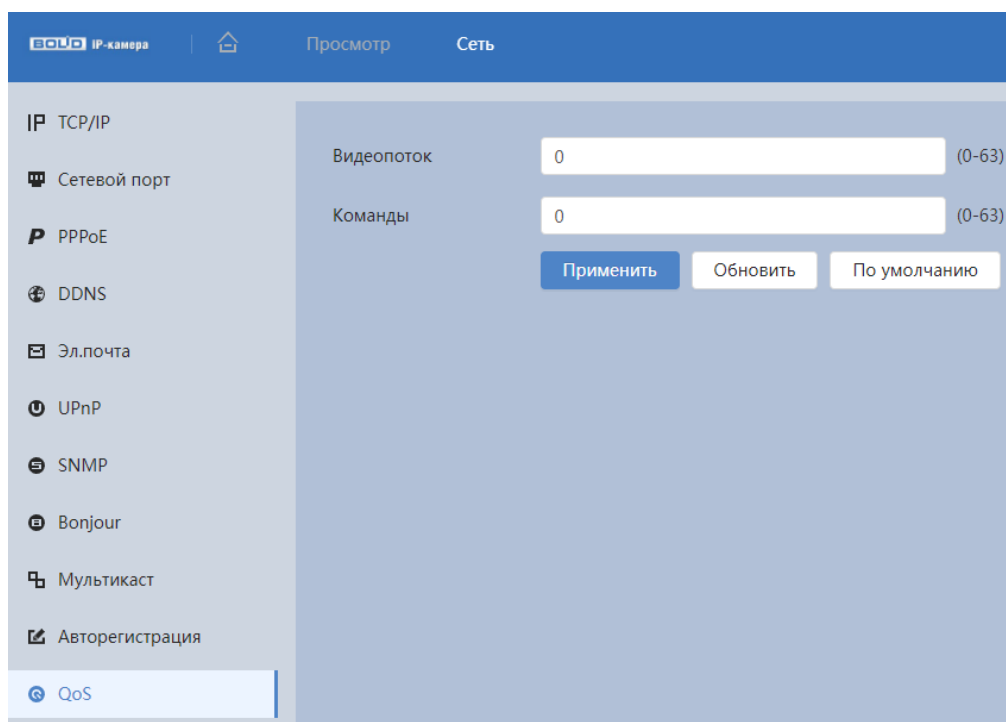 BOLID IP-камера
Просмотр
Сеть
TCP/IP
Сетевой порт
PPPoE
DDNS
Эл.почта
UPnP
SNMP
Bonjour
Мультикаст
Авторегистрация
QoS
Видеопоток 0 (0-63)
Команды 0 (0-63)
Применить Обновить По умолчанию